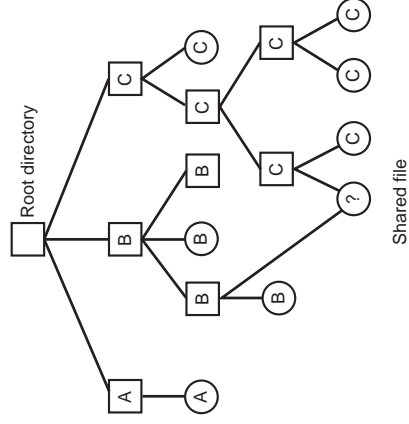 Root directory
A B C
A B B B C C
B C C
? C C C
Shared file